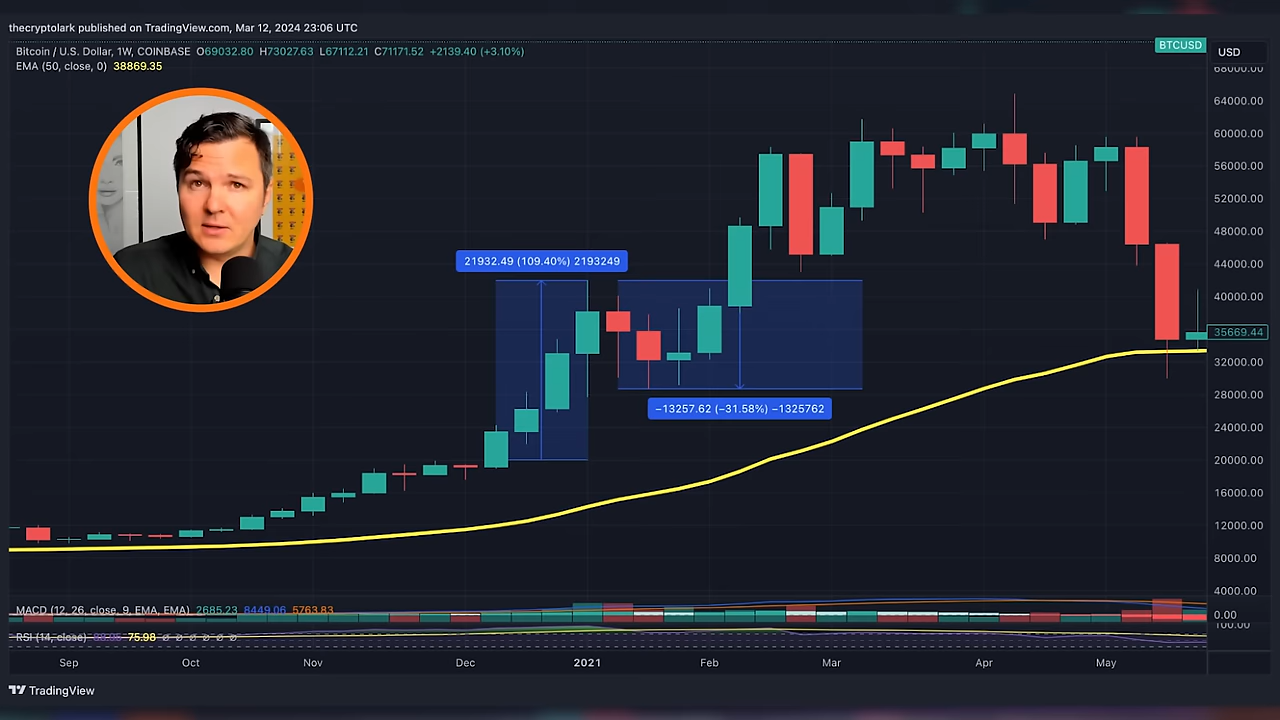 thecryptolark published on TradingView.com, Mar 12, 2024 23:06 UTC
Bitcoin / U.S. Dollar, 1W, COINBASE O69032.80 H73027.63 L67112.21 C71171.52 +2139.40 (+3.10%)
BTCUSD
USD
EMA (50, close, 0) 38869.35
68000.00
64000.00
60000.00
56000.00
52000.00
48000.00
21932.49 (109.40%) 2193249
44000.00
40000.00
35669.44
32000.00
28000.00
−13257.62 (−31.58%) −1325762
24000.00
20000.00
16000.00
12000.00
8000.00
4000.00
MACD (12, 26, close, 9, EMA, EMA) 2685.23 8449.06 5763.83
0.00
100.00
RSI (14, close) 75.98 ∅ ∅ ∅ ∅ ∅ ∅
Sep Oct Nov Dec 2021 Feb Mar Apr May
TradingView